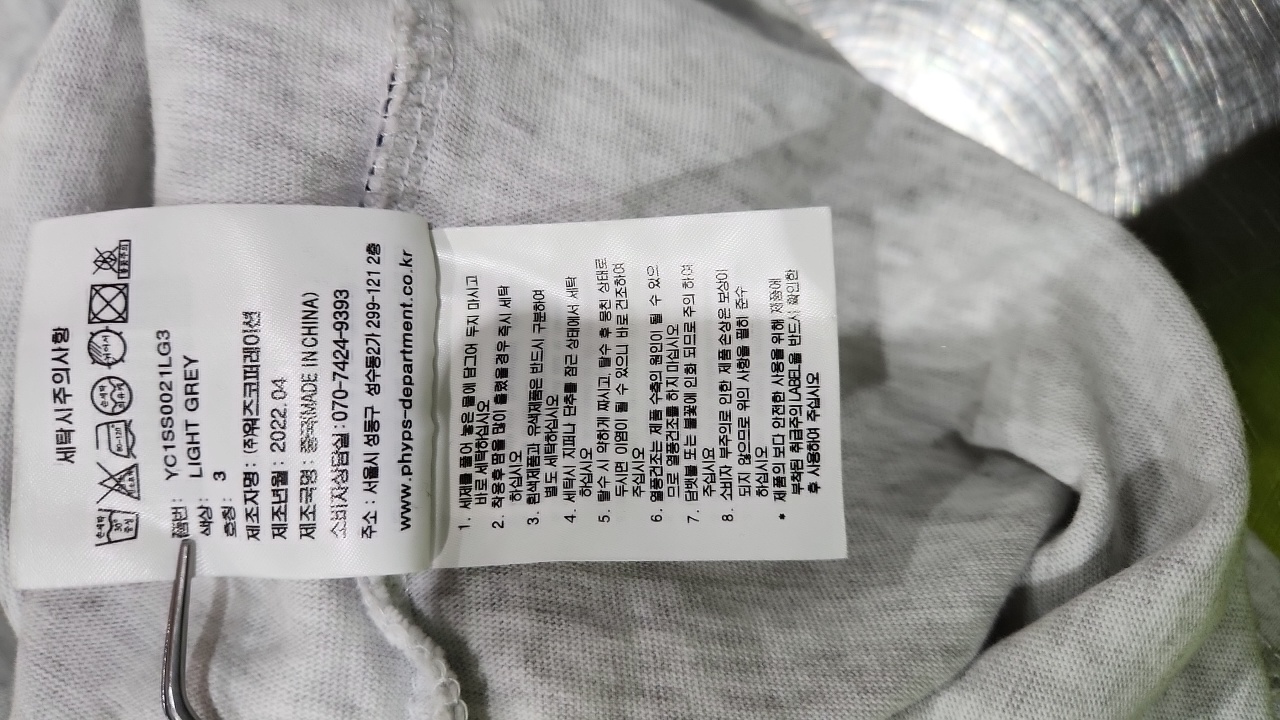 세탁시주의사항
품번: YC1SS0021LG3
색상: LIGHT GREY
호칭: 3
제조자명 : (주)워즈코퍼레이션
제조년월 : 2022. 04
제조국명 : 중국(MADE IN CHINA)
소비자상담실 : 070-7424-9393
주소 : 서울시 성동구 성수동2가 299-121 2층
www.phyps-department.co.kr
1. 세제를 풀어 놓은 물에 담그어 두지 마시고
바로 세탁하십시오
2. 착용후 땀을 많이 흘렸을경우 즉시 세탁
하십시오
3. 흰색제품과 유색제품은 반드시 구분하여
별도 세탁하십시오
4. 세탁시 지퍼나 단추를 잠근 상태에서 세탁
하십시오
5. 탈수 시 약하게 짜시고, 탈수 후 뭉친 상태로
두시면 이염이 될 수 있으니 바로 건조하여
주십시오
6. 열풍건조는 제품 수축의 원인이 될 수 있으
므로 열풍건조를 하지 마십시오
7. 담뱃불 또는 불꽃에 인화 되므로 주의 하여
주십시요
8. 소비자 부주의로 인한 제품 손상은 보상이
되지 않으므로 위의 사항을 필히 준수
하십시오
* 제품의 보다 안전한 사용을 위해 제품에
부착된 취급주의 LABEL을 반드시 확인한
후 사용하여 주십시오